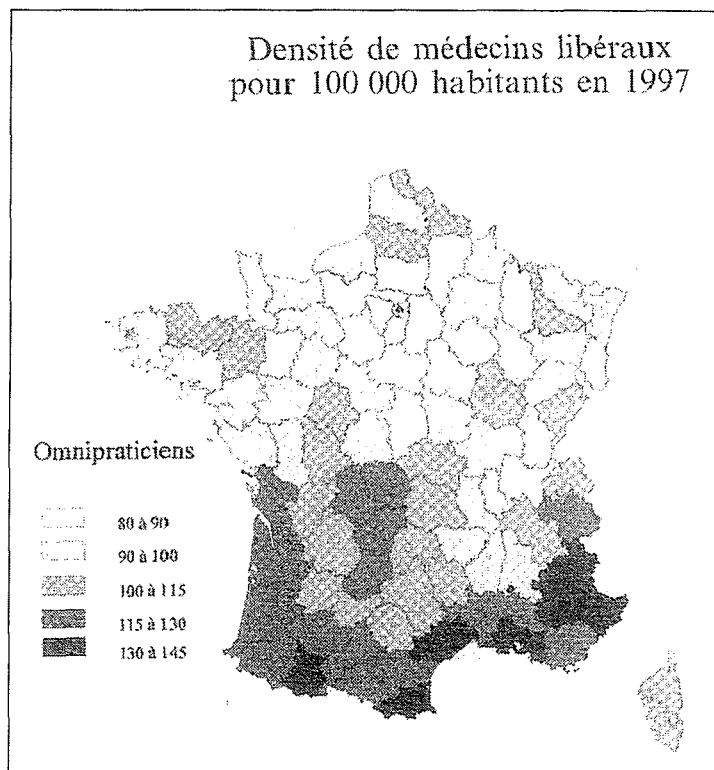 Densité de médecins libéraux
pour 100 000 habitants en 1997
Omnipraticiens
80 à 90
90 à 100
100 à 115
115 à 130
130 à 145